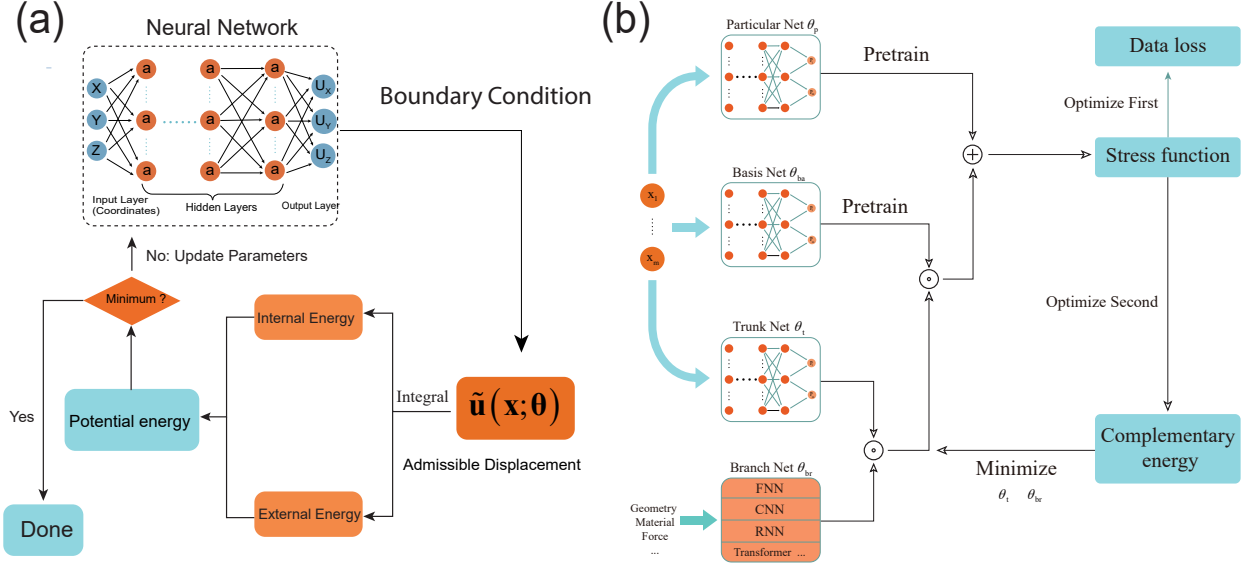 (a)
Neural Network
X
Y
Z
a
a
a
a
a
a
a
a
a
U_X
U_Y
U_Z
Input Layer
(Coordinates)
Hidden Layers
Output Layer
Boundary Condition
No: Update Parameters
Minimum ?
Internal Energy
Yes
Potential energy
Integral
ũ(x;θ)
Admissible Displacement
External Energy
Done
(b)
Particular Net θ_p
Pretrain
Data loss
Optimize First
Stress function
Basis Net θ_ba
Pretrain
x_1
x_m
Optimize Second
Trunk Net θ_t
Complementary
energy
Minimize
θ_t θ_br
Branch Net θ_br
FNN
CNN
RNN
Transformer ...
Geometry
Material
Force
...